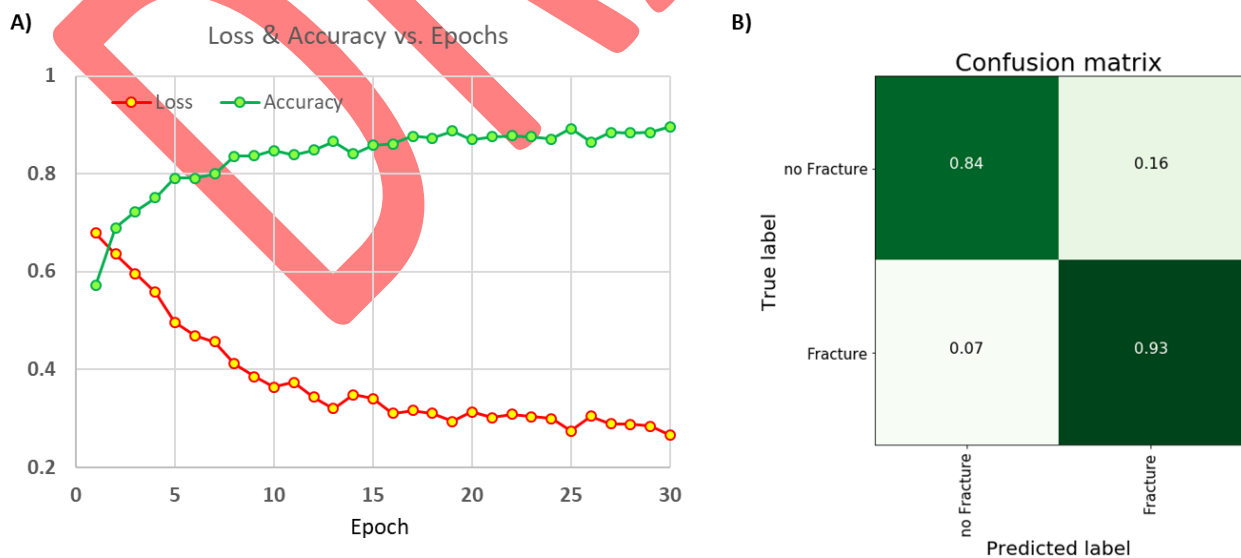 A)
Loss & Accuracy vs. Epochs
1
Loss
Accuracy
0.8
0.6
0.4
0.2
0 5 10 15 20 25 30
Epoch
B)
Confusion matrix
no Fracture
0.84 0.16
Fracture
0.07 0.93
True label
no Fracture
Fracture
Predicted label